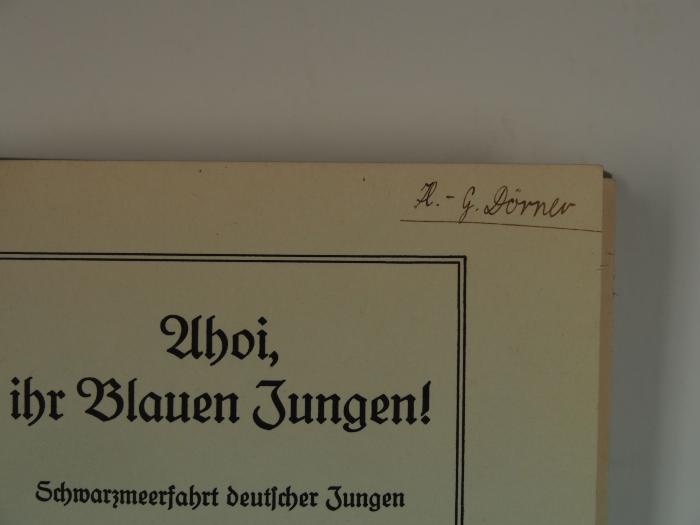 H.-G. Dörner
Ahoi,
ihr Blauen Jungen!
Schwarzmeerfahrt deutscher Jungen